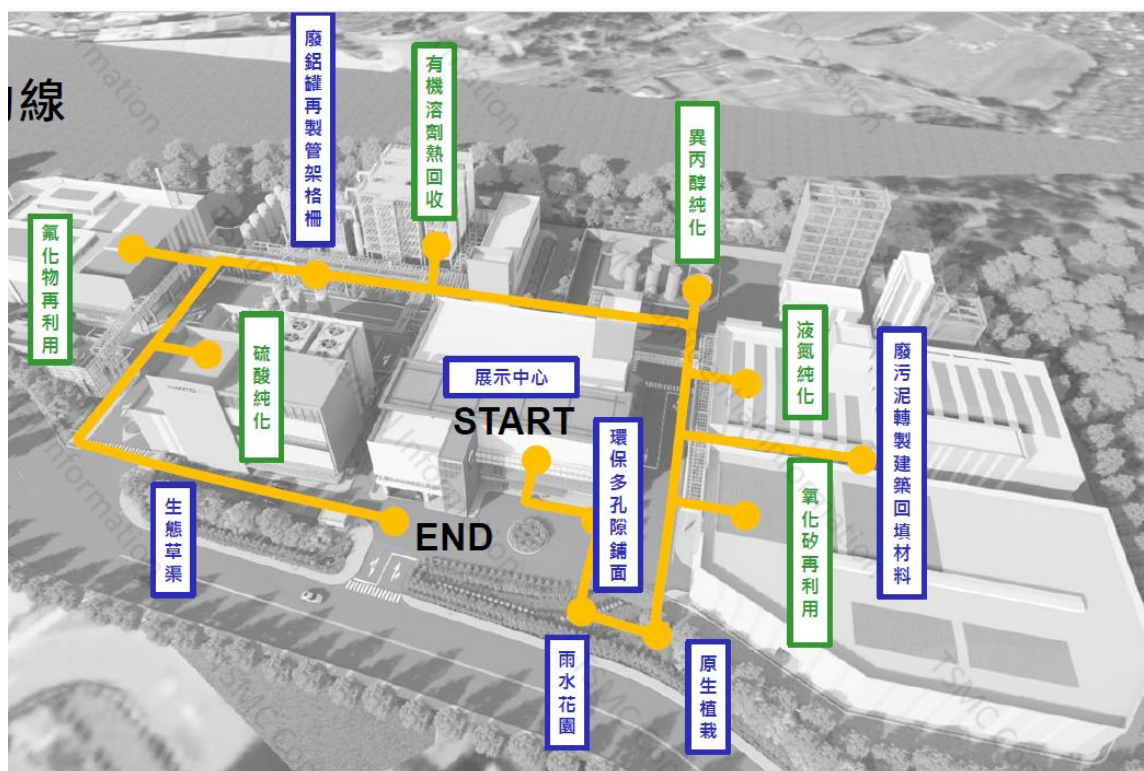 線
廢鋁罐再製管架格柵
有機溶劑熱回收
異丙醇純化
氟化物再利用
硫酸純化
展示中心
START
環保多孔隙鋪面
液氮純化
廢污泥轉製建築回填材料
氧化矽再利用
生態草渠
END
雨水花園
原生植栽